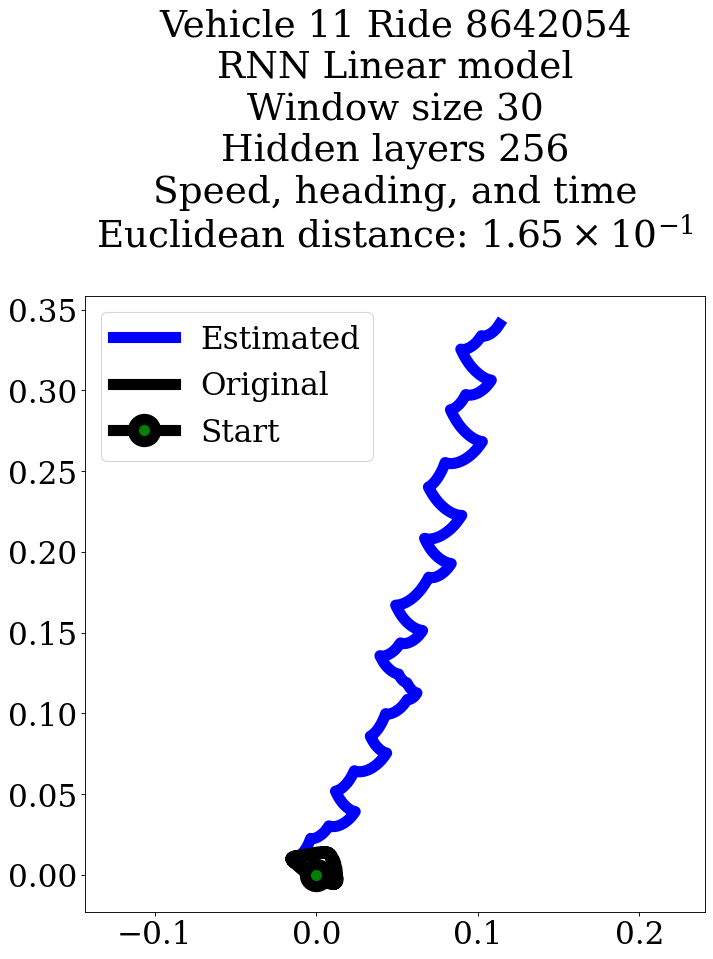 Vehicle 11 Ride 8642054
RNN Linear model
Window size 30
Hidden layers 256
Speed, heading, and time
Euclidean distance: 1.65 × 10⁻¹
0.35
0.30
0.25
0.20
0.15
0.10
0.05
0.00
Estimated
Original
Start
−0.1
0.0
0.1
0.2